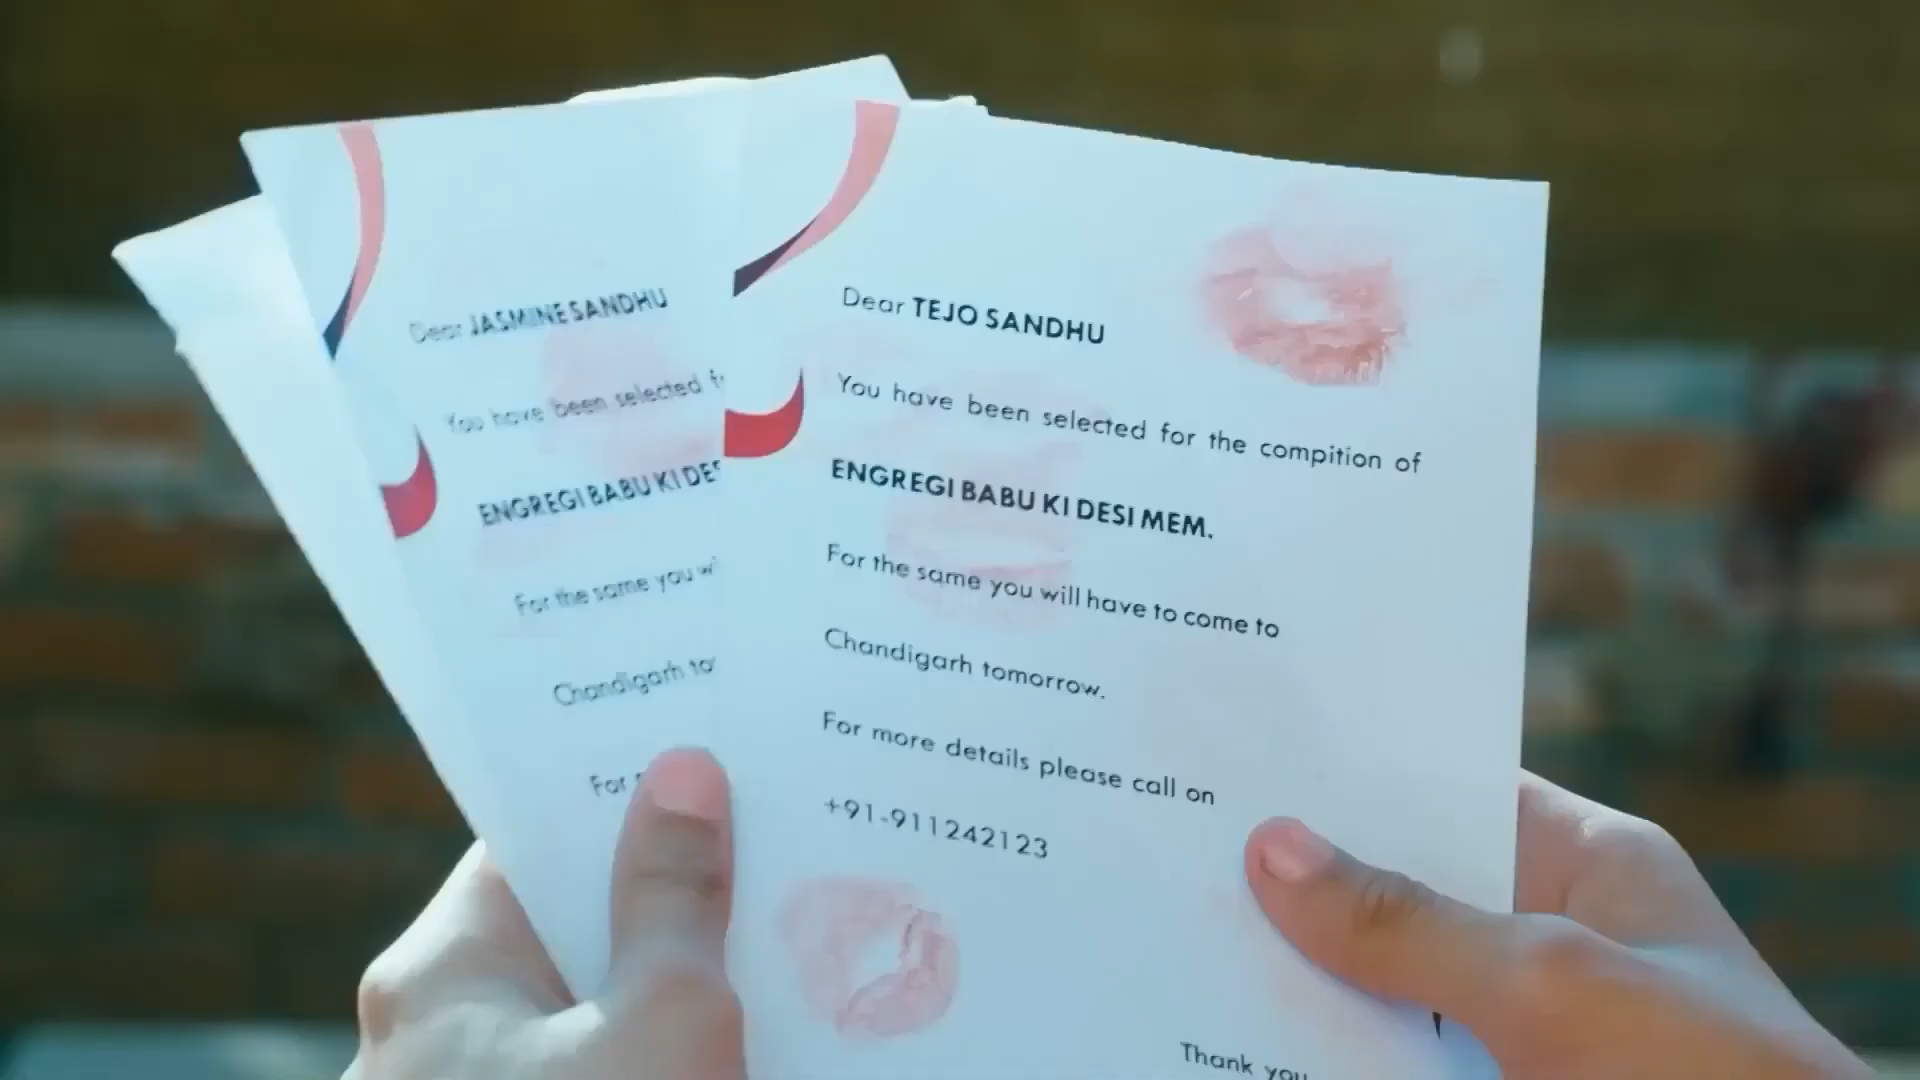 Dear JASMINE SANDHU
You have been selected
ENGREGI BABU KI
For the same you
Chandigarh
For
Dear TEJO SANDHU
You have been selected for the compition of
ENGREGI BABU KI DESI MEM.
For the same you will have to come to
Chandigarh tomorrow.
For more details please call on
+91-911242123
Thank you